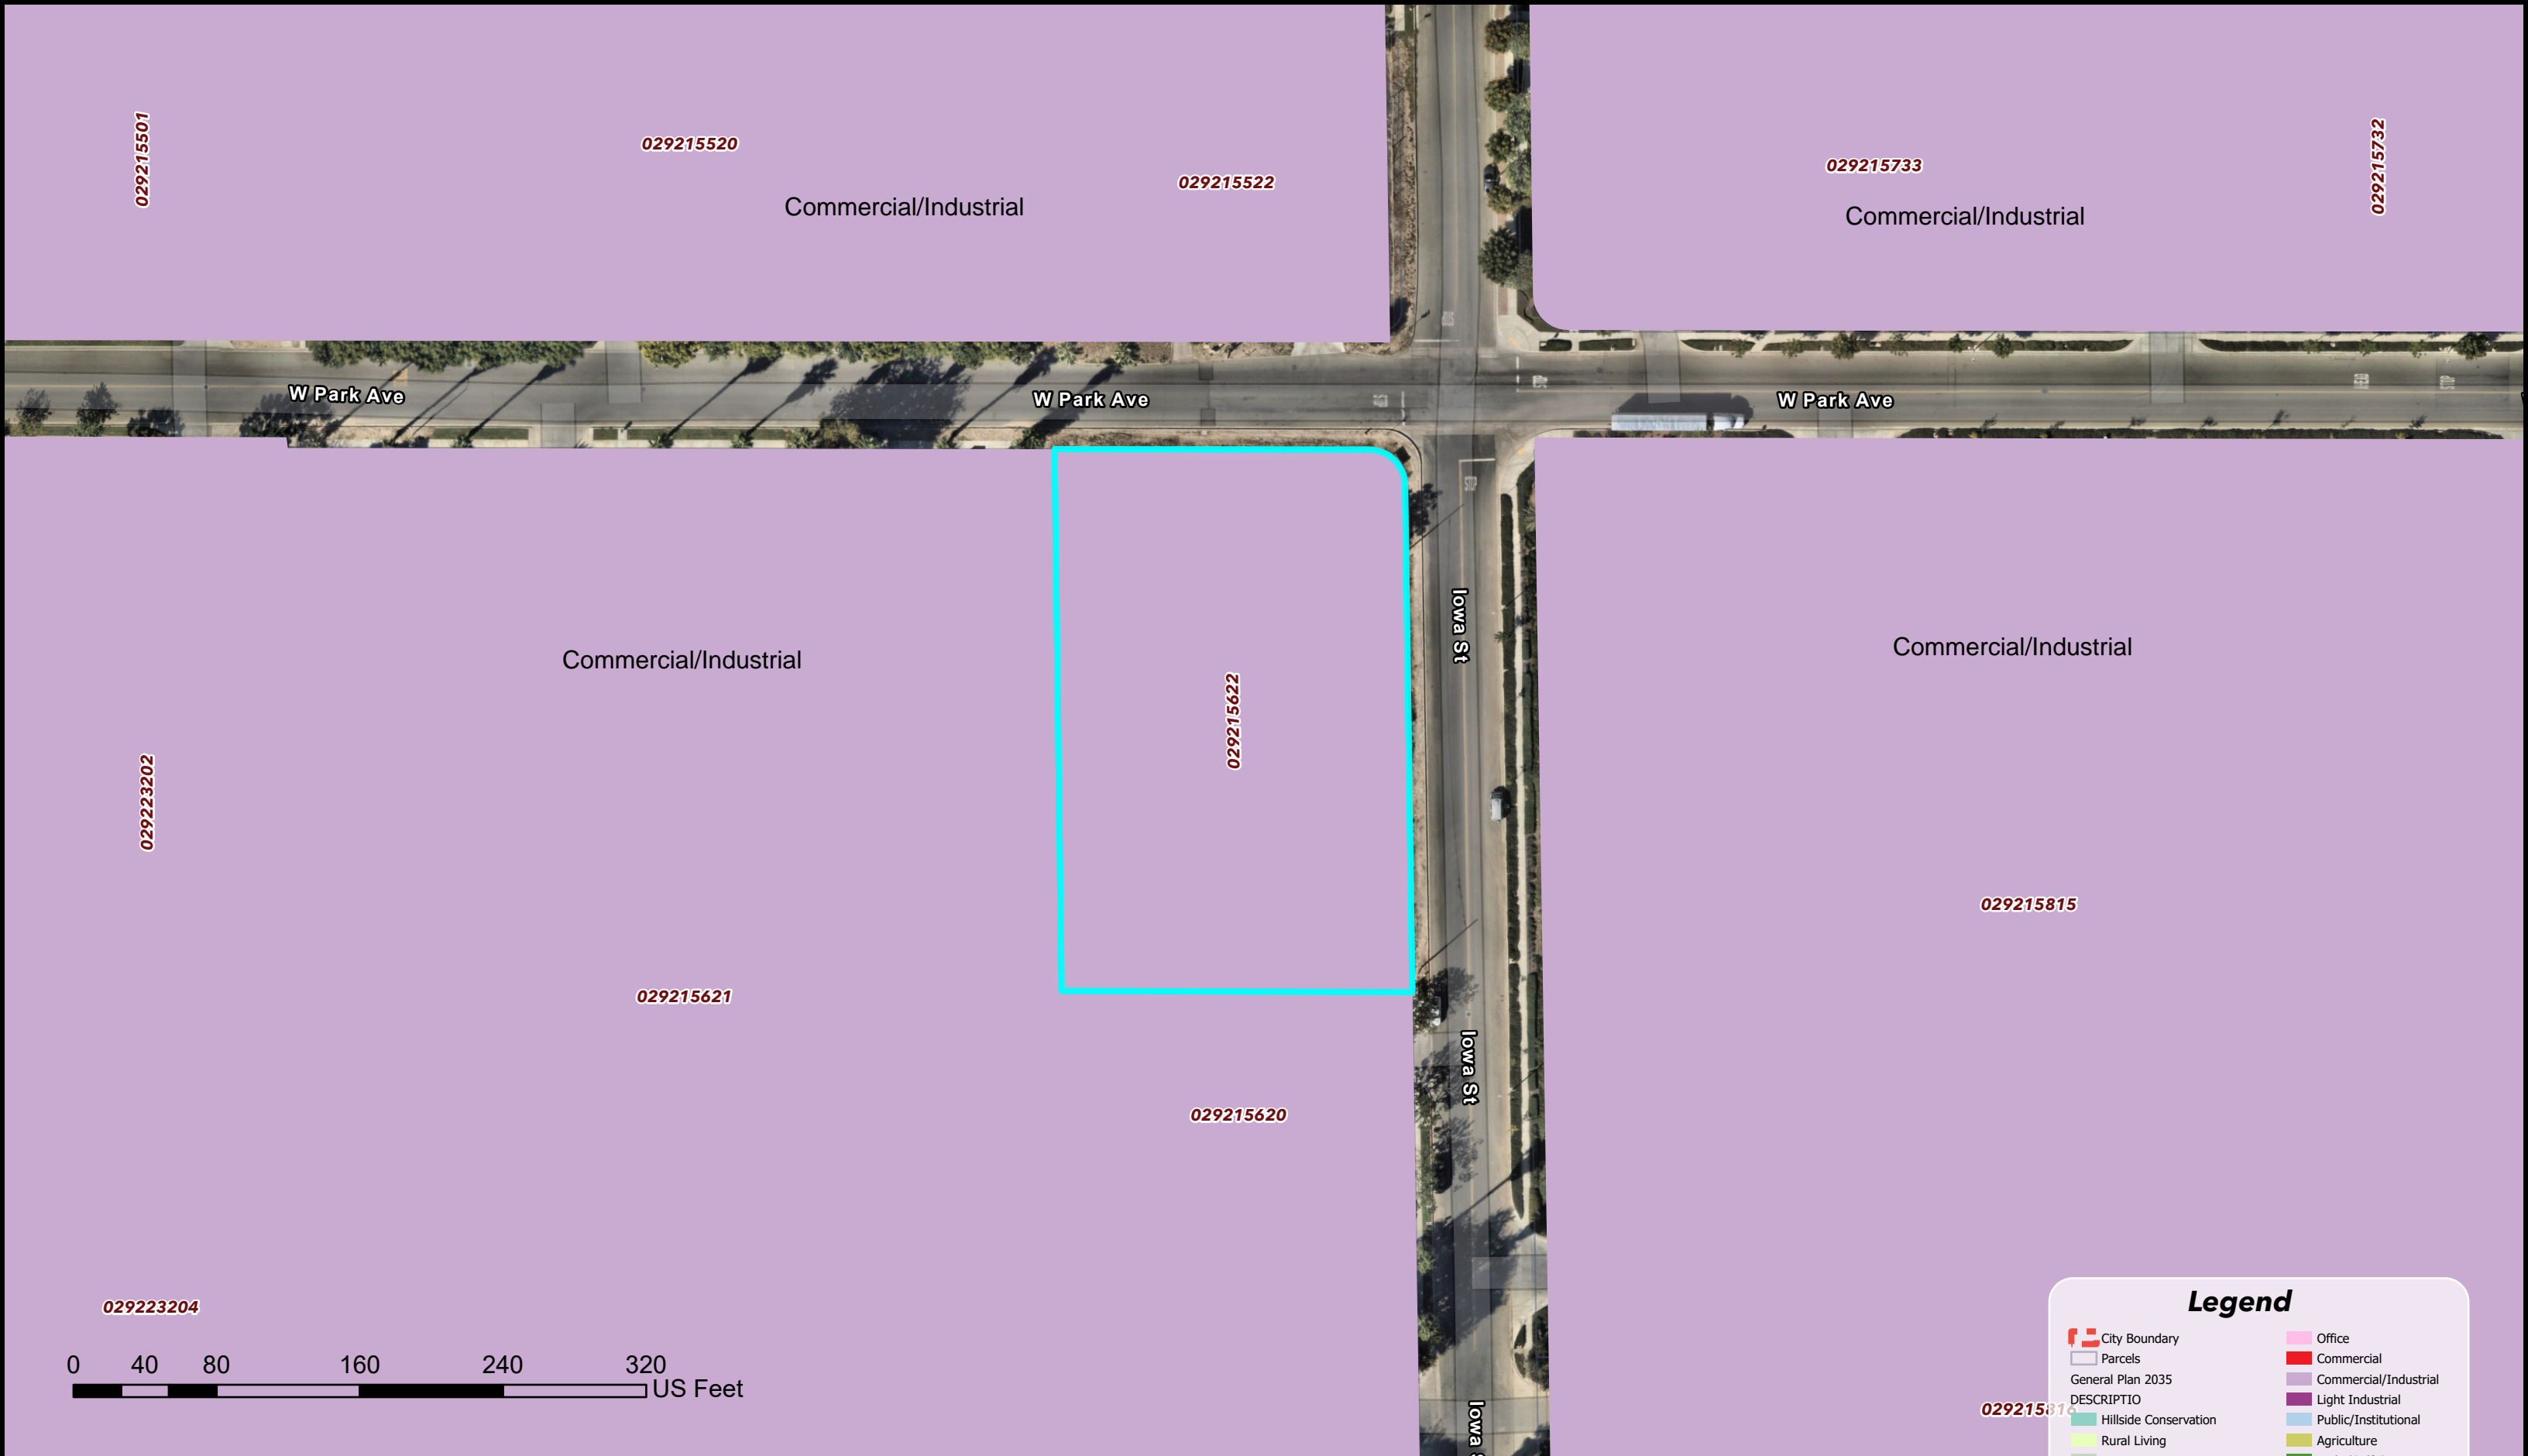 029215501
029215520
029215522
Commercial/Industrial
029215733
Commercial/Industrial
029215732
W Park Ave
W Park Ave
W Park Ave
STOP
Iowa St
029215622
Commercial/Industrial
Commercial/Industrial
029223202
029215815
029215621
Iowa St
029215620
029223204
0 40 80 160 240 320
US Feet
Iowa
029215816
Legend
City Boundary
Parcels
General Plan 2035
DESCRIPTIO
Hillside Conservation
Rural Living
Office
Commercial
Commercial/Industrial
Light Industrial
Public/Institutional
Agriculture